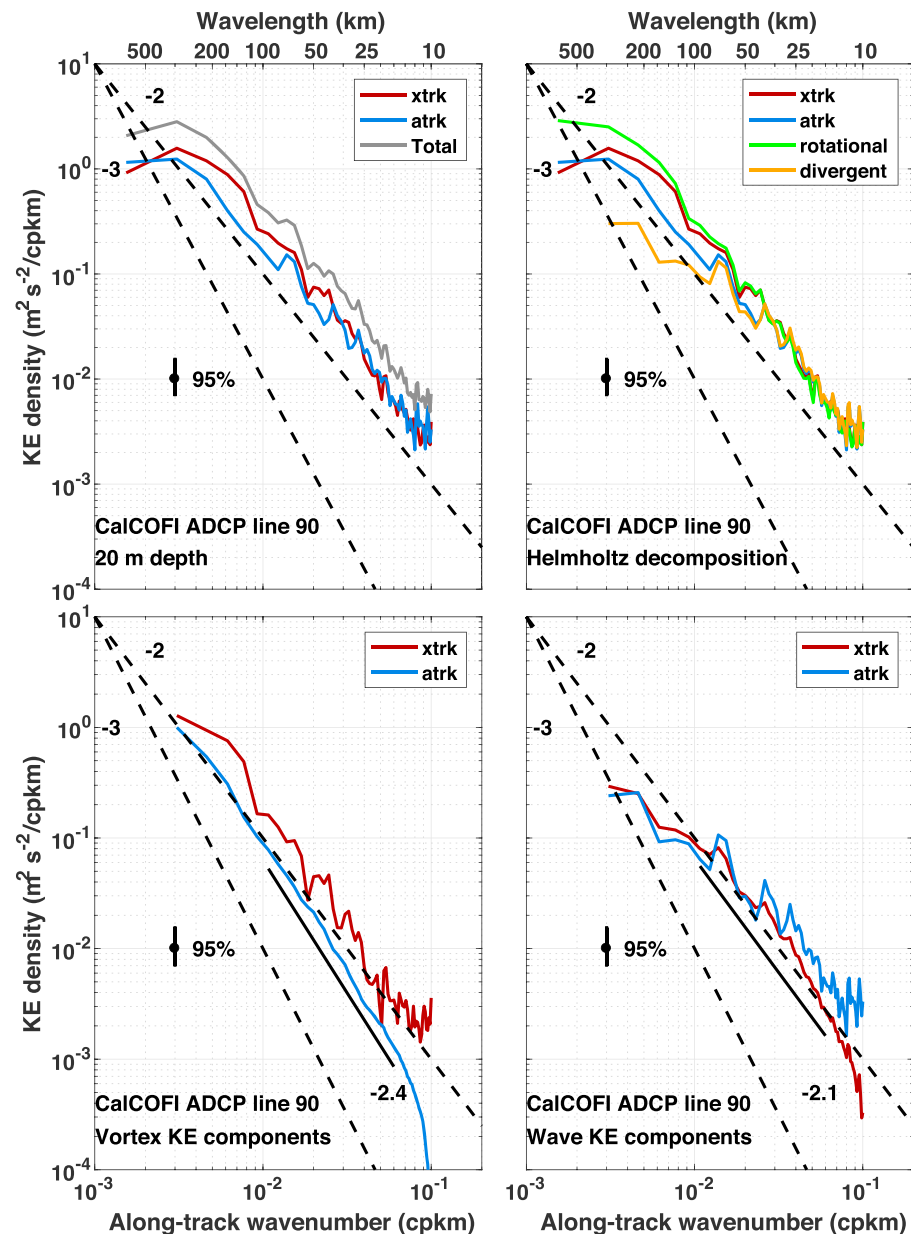 Wavelength (km)
500 200 100 50 25 10
10^1
10^0
10^-1
10^-2
10^-3
10^-4
KE density (m^2 s^-2/cpkm)
-2
-3
xtrk
atrk
Total
95%
CalCOFI ADCP line 90
20 m depth
Wavelength (km)
500 200 100 50 25 10
-2
-3
xtrk
atrk
rotational
divergent
95%
CalCOFI ADCP line 90
Helmholtz decomposition
10^1
10^0
10^-1
10^-2
10^-3
10^-4
KE density (m^2 s^-2/cpkm)
-2
-3
xtrk
atrk
95%
-2.4
CalCOFI ADCP line 90
Vortex KE components
10^-3 10^-2 10^-1
Along-track wavenumber (cpkm)
-2
-3
xtrk
atrk
95%
-2.1
CalCOFI ADCP line 90
Wave KE components
10^-3 10^-2 10^-1
Along-track wavenumber (cpkm)